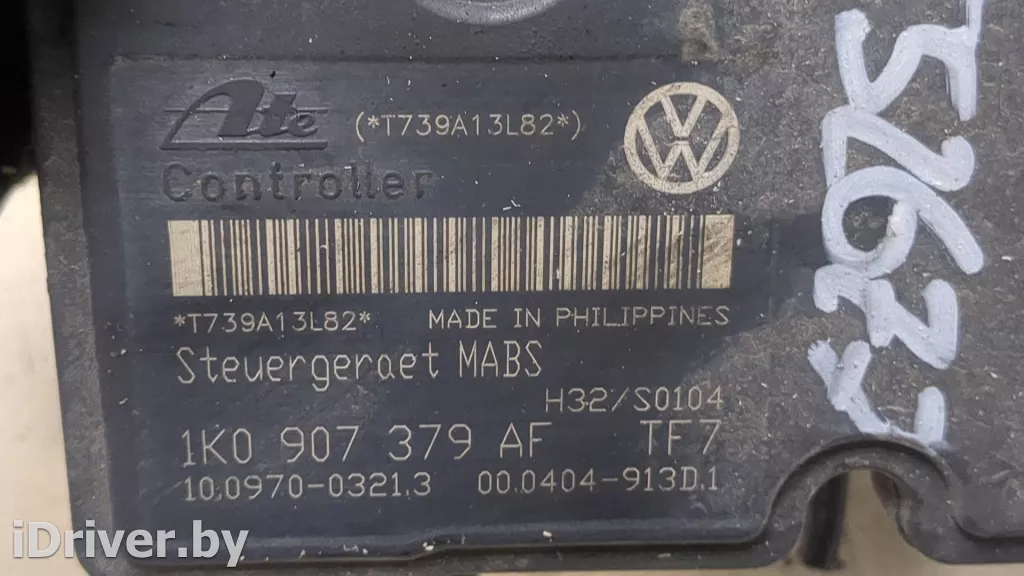 Ate (*T739A13L82*)
Controller
*T739A13L82* MADE IN PHILIPPINES
Steuergeraet MABS
H32/S0104
1K0 907 379 AF TF7
10.0970-0321.3 00.0404-913D.1
iDriver.by